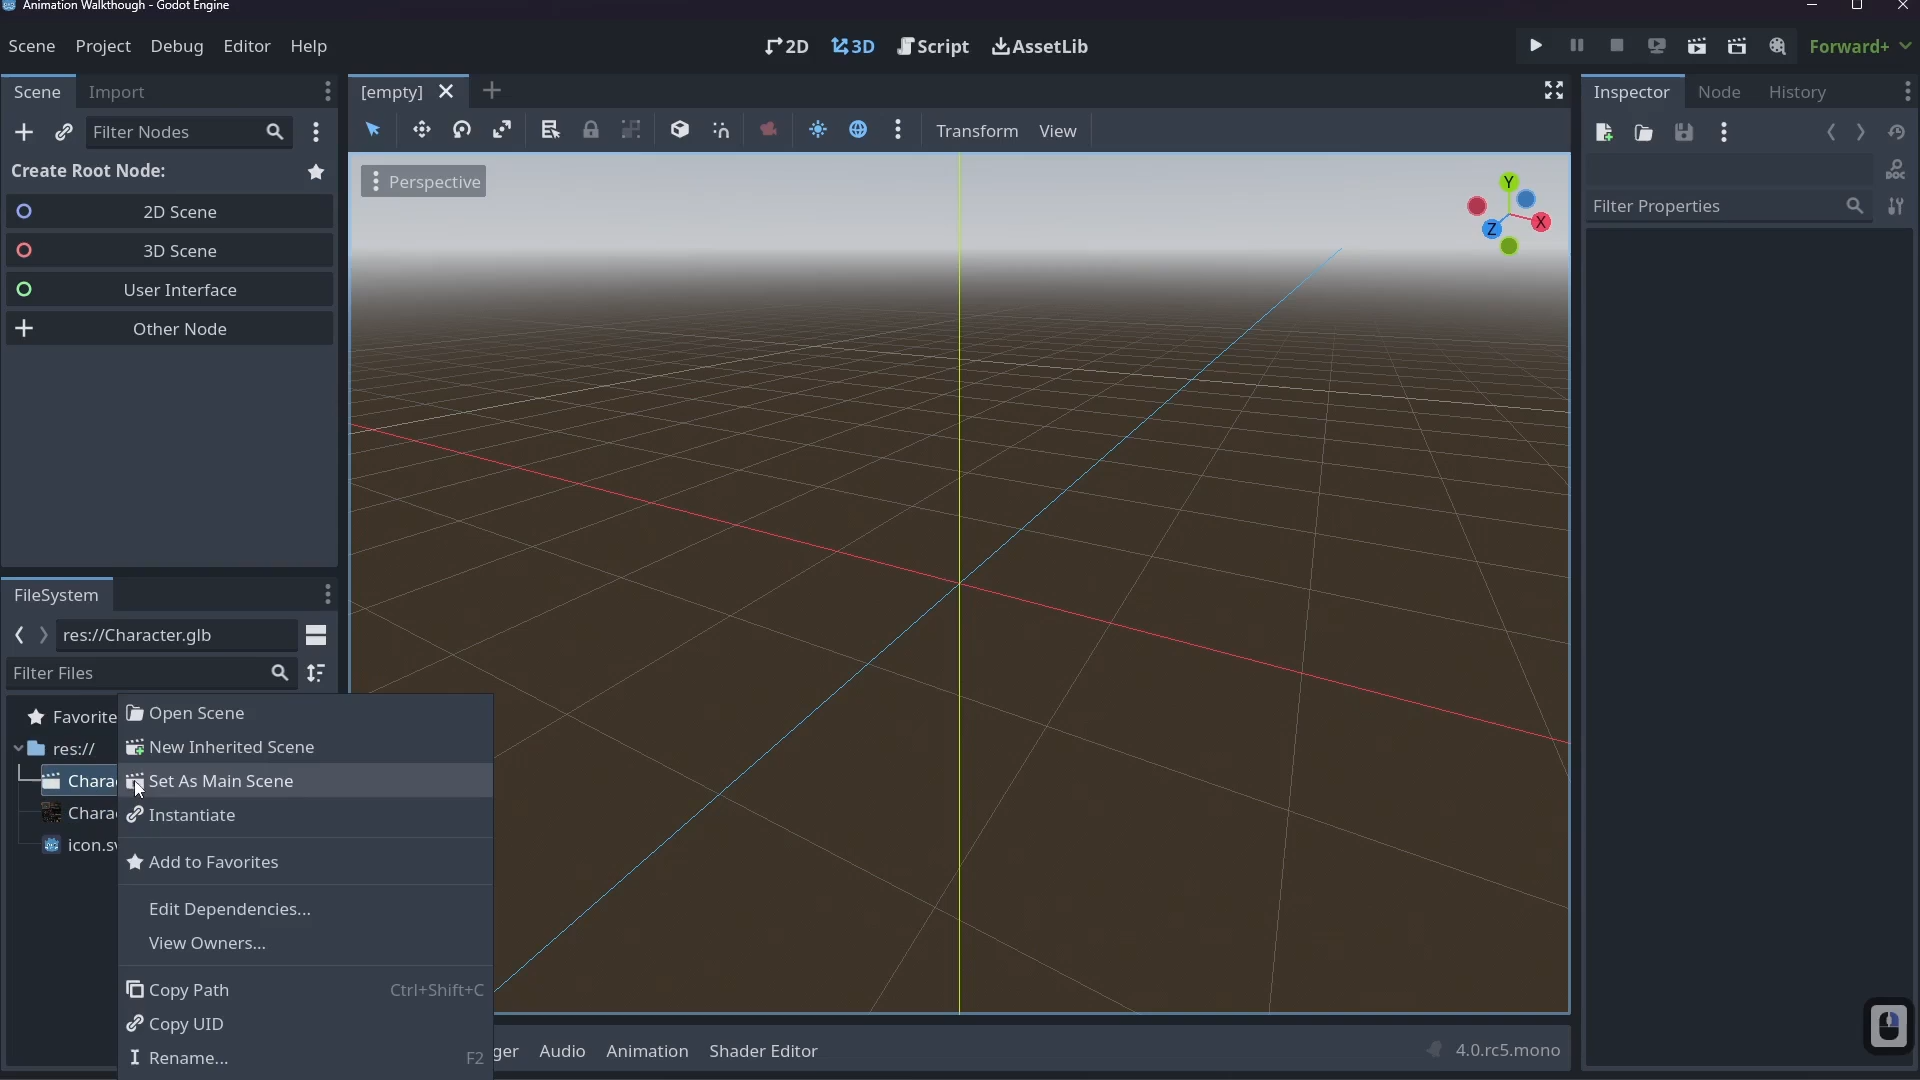 Animation Walkthough - Godot Engine
Scene Project Debug Editor Help
2D 3D Script AssetLib
Forward+
Scene Import
[empty]
Inspector Node History
Filter Nodes
Transform View
Create Root Node:
Perspective
Y
X
Z
DOC
Filter Properties
2D Scene
3D Scene
User Interface
Other Node
FileSystem
res://Character.glb
Filter Files
Favorite
res://
Charac
Charac
icon.sv
Open Scene
New Inherited Scene
Set As Main Scene
Instantiate
Add to Favorites
Edit Dependencies...
View Owners...
Copy Path Ctrl+Shift+C
Copy UID
Rename... F2
ger Audio Animation Shader Editor
4.0.rc5.mono